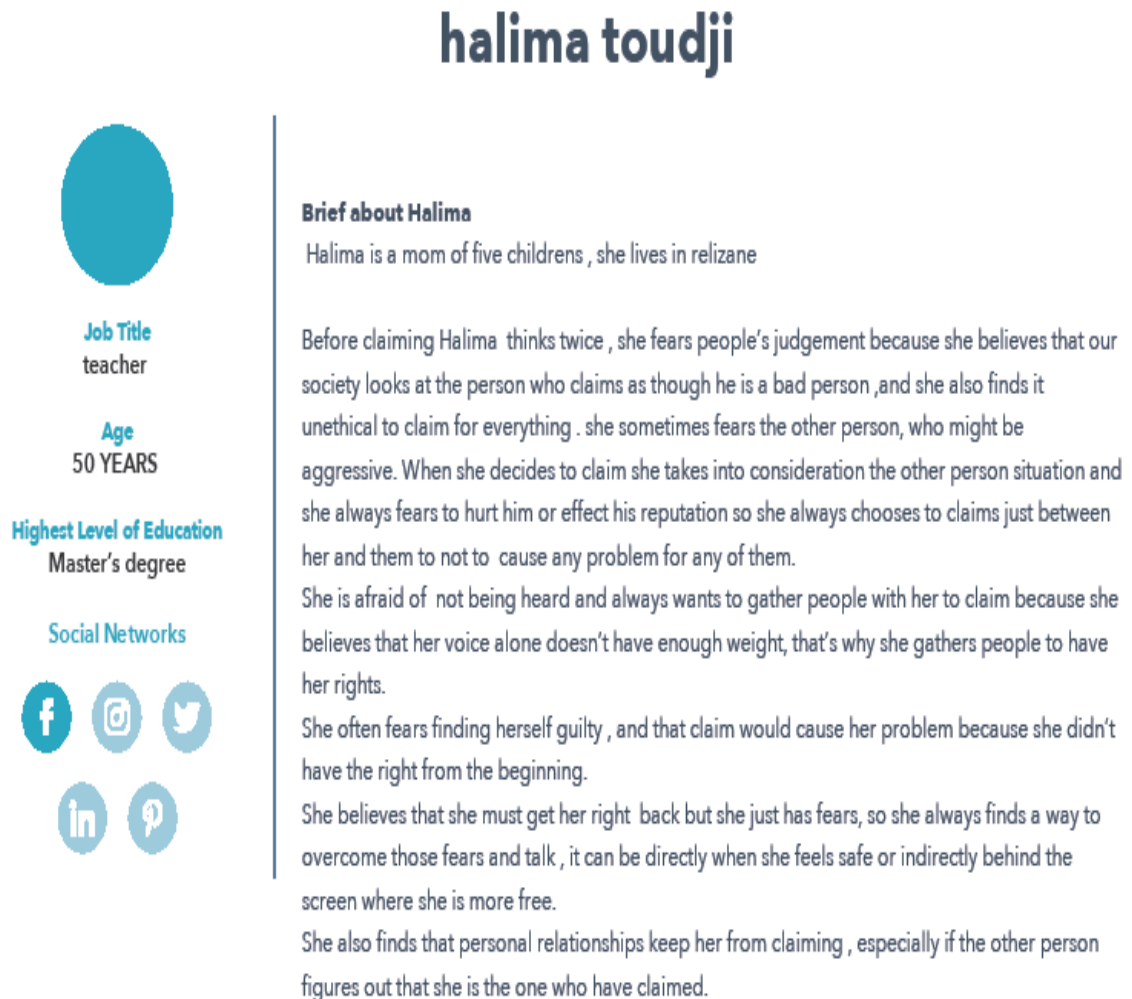 halima toudji
Job Title
teacher
Age
50 YEARS
Highest Level of Education
Master's degree
Social Networks
f
in
Brief about Halima
Halima is a mom of five childrens , she lives in relizane
Before claiming Halima thinks twice , she fears people's judgement because she believes that our
society looks at the person who claims as though he is a bad person ,and she also finds it
unethical to claim for everything . she sometimes fears the other person, who might be
aggressive. When she decides to claim she takes into consideration the other person situation and
she always fears to hurt him or effect his reputation so she always chooses to claims just between
her and them to not to cause any problem for any of them.
She is afraid of not being heard and always wants to gather people with her to claim because she
believes that her voice alone doesn't have enough weight, that's why she gathers people to have
her rights.
She often fears finding herself guilty , and that claim would cause her problem because she didn't
have the right from the beginning.
She believes that she must get her right back but she just has fears, so she always finds a way to
overcome those fears and talk , it can be directly when she feels safe or indirectly behind the
screen where she is more free.
She also finds that personal relationships keep her from claiming , especially if the other person
figures out that she is the one who have claimed.